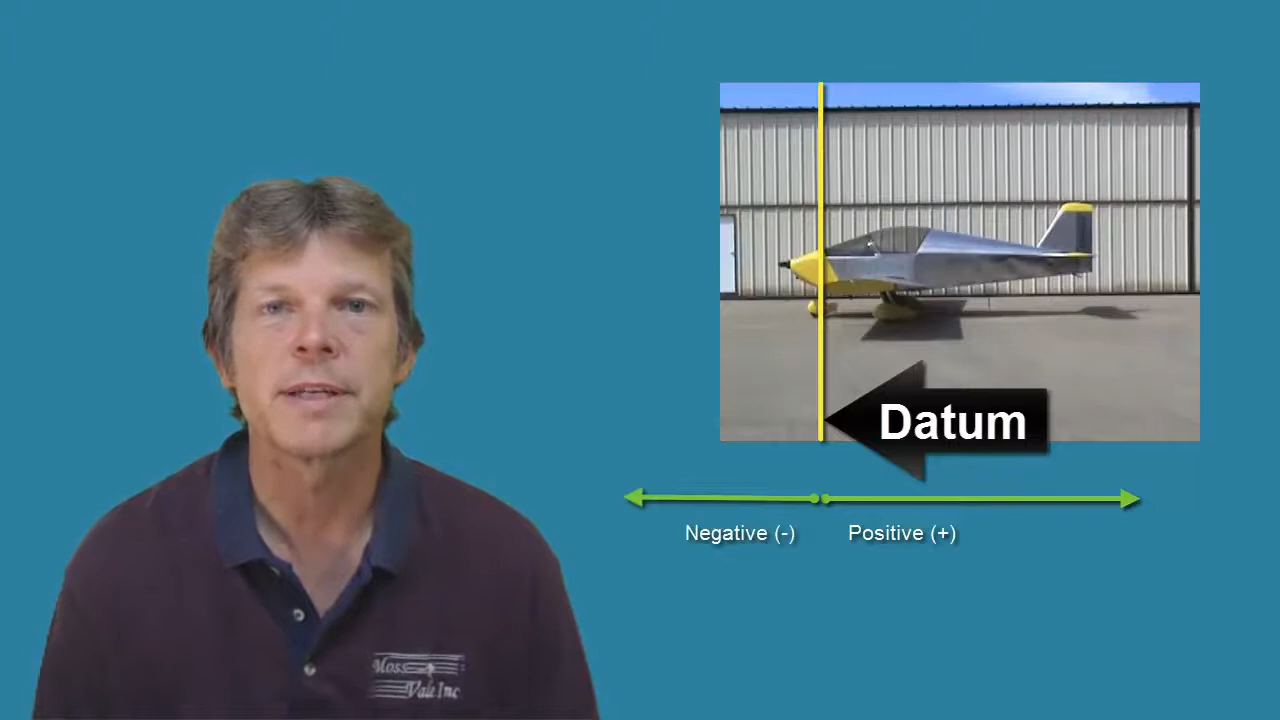 Datum
Negative (-)
Positive (+)
Moss
Vale Inc